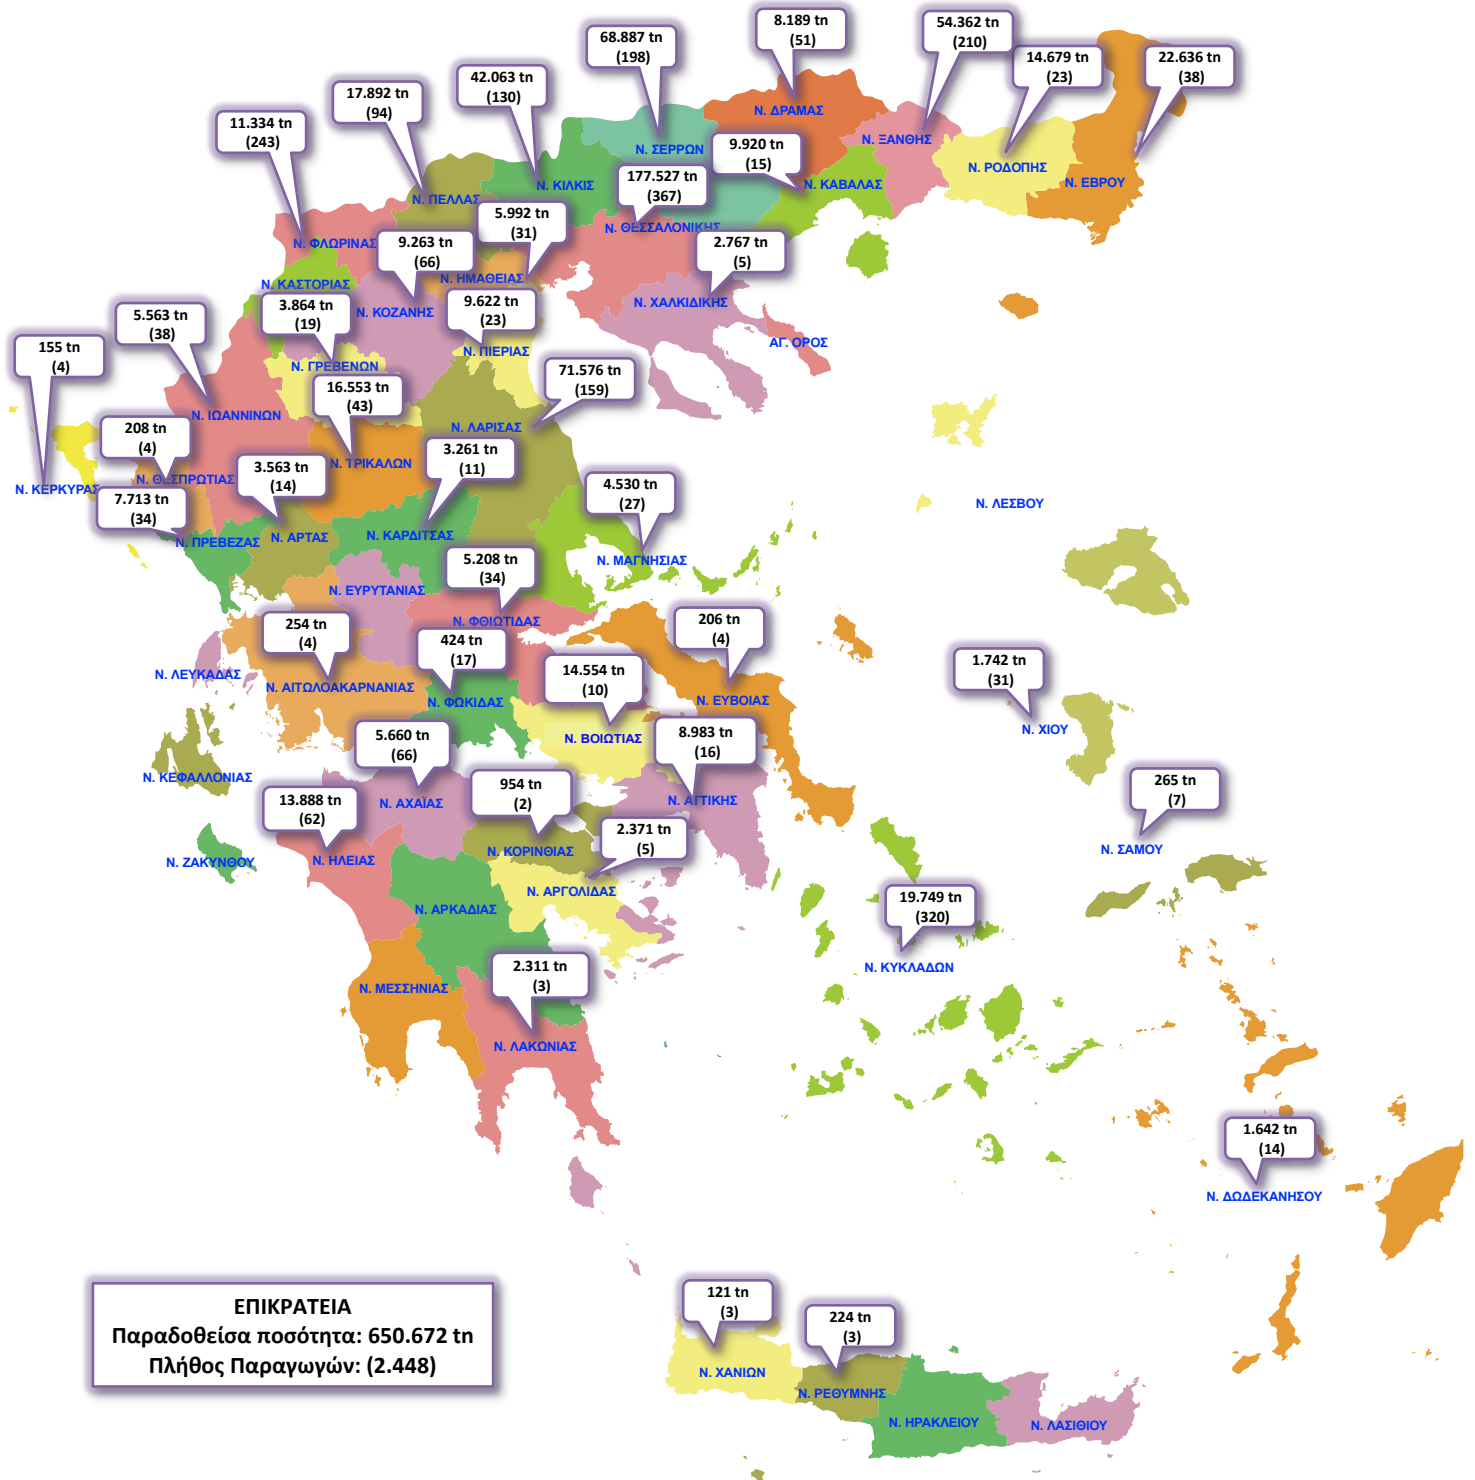 68.887 tn
(198)
8.189 tn
(51)
54.362 tn
(210)
14.679 tn
(23)
22.636 tn
(38)
42.063 tn
(130)
17.892 tn
(94)
11.334 tn
(243)
Ν. ΔΡΑΜΑΣ
Ν. ΣΕΡΡΩΝ
9.920 tn
(15)
Ν. ΞΑΝΘΗΣ
Ν. ΡΟΔΟΠΗΣ
Ν. ΕΒΡΟΥ
Ν. ΚΑΒΑΛΑΣ
Ν. ΚΙΛΚΙΣ
177.527 tn
(367)
Ν. ΠΕΛΛΑΣ
5.992 tn
(31)
Ν. ΘΕΣΣΑΛΟΝΙΚΗΣ
Ν. ΦΛΩΡΙΝΑΣ
9.263 tn
(66)
2.767 tn
(5)
Ν. ΗΜΑΘΕΙΑΣ
Ν. ΚΑΣΤΟΡΙΑΣ
3.864 tn
(19)
Ν. ΚΟΖΑΝΗΣ
9.622 tn
(23)
Ν. ΧΑΛΚΙΔΙΚΗΣ
5.563 tn
(38)
ΑΓ. ΟΡΟΣ
155 tn
(4)
Ν. ΠΙΕΡΙΑΣ
Ν. ΓΡΕΒΕΝΩΝ
16.553 tn
(43)
71.576 tn
(159)
Ν. ΙΩΑΝΝΙΝΩΝ
Ν. ΛΑΡΙΣΑΣ
208 tn
(4)
3.261 tn
(11)
Ν. ΤΡΙΚΑΛΩΝ
3.563 tn
(14)
Ν. ΘΕΣΠΡΩΤΙΑΣ
Ν. ΚΕΡΚΥΡΑΣ
7.713 tn
(34)
4.530 tn
(27)
Ν. ΛΕΣΒΟΥ
Ν. ΠΡΕΒΕΖΑΣ
Ν. ΑΡΤΑΣ
Ν. ΚΑΡΔΙΤΣΑΣ
Ν. ΜΑΓΝΗΣΙΑΣ
5.208 tn
(34)
Ν. ΕΥΡΥΤΑΝΙΑΣ
Ν. ΦΘΙΩΤΙΔΑΣ
254 tn
(4)
424 tn
(17)
206 tn
(4)
1.742 tn
(31)
Ν. ΛΕΥΚΑΔΑΣ
14.554 tn
(10)
Ν. ΑΙΤΩΛΟΑΚΑΡΝΑΝΙΑΣ
Ν. ΦΩΚΙΔΑΣ
Ν. ΕΥΒΟΙΑΣ
Ν. ΧΙΟΥ
5.660 tn
(66)
Ν. ΒΟΙΩΤΙΑΣ
8.983 tn
(16)
Ν. ΚΕΦΑΛΛΟΝΙΑΣ
265 tn
(7)
13.888 tn
(62)
Ν. ΑΧΑΪΑΣ
954 tn
(2)
Ν. ΑΤΤΙΚΗΣ
2.371 tn
(5)
Ν. ΖΑΚΥΝΘΟΥ
Ν. ΗΛΕΙΑΣ
Ν. ΚΟΡΙΝΘΙΑΣ
Ν. ΣΑΜΟΥ
Ν. ΑΡΓΟΛΙΔΑΣ
19.749 tn
(320)
Ν. ΑΡΚΑΔΙΑΣ
Ν. ΚΥΚΛΑΔΩΝ
2.311 tn
(3)
Ν. ΜΕΣΣΗΝΙΑΣ
Ν. ΛΑΚΩΝΙΑΣ
1.642 tn
(14)
Ν. ΔΩΔΕΚΑΝΗΣΟΥ
ΕΠΙΚΡΑΤΕΙΑ
Παραδοθείσα ποσότητα: 650.672 tn
Πλήθος Παραγωγών: (2.448)
121 tn
(3)
224 tn
(3)
Ν. ΧΑΝΙΩΝ
Ν. ΡΕΘΥΜΝΗΣ
Ν. ΗΡΑΚΛΕΙΟΥ
Ν. ΛΑΣΙΘΙΟΥ